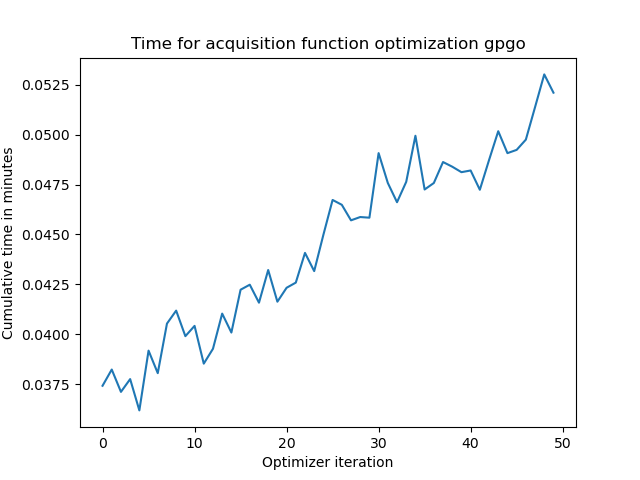 Time for acquisition function optimization gpgo
0.0525
0.0500
0.0475
0.0450
0.0425
0.0400
0.0375
Cumulative time in minutes
0 10 20 30 40 50
Optimizer iteration